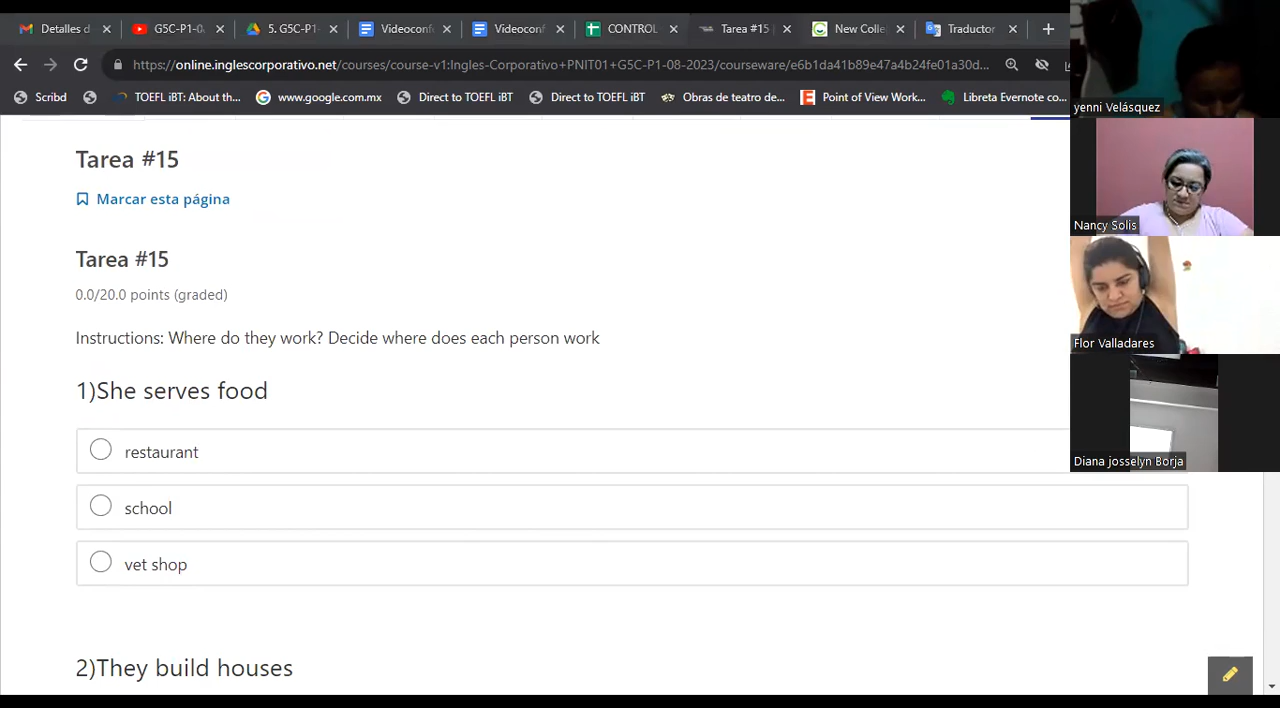 Detalles d
G5C-P1-0
5. G5C-P1-
Videoconf
Videoconf
CONTROL
Tarea #15 |
New Colle
Traductor
https://online.inglescorporativo.net/courses/course-v1:Ingles-Corporativo+PNIT01+G5C-P1-08-2023/courseware/e6b1da41b89e47a4b24fe01a30d...
Scribd
TOEFL iBT: About th...
www.google.com.mx
Direct to TOEFL iBT
Direct to TOEFL iBT
Obras de teatro de...
Point of View Work...
Libreta Evernote co...
yenni Velásquez
Nancy Solis
Flor Valladares
Diana josselyn Borja
Tarea #15
Marcar esta página
Tarea #15
0.0/20.0 points (graded)
Instructions: Where do they work? Decide where does each person work
1)She serves food
restaurant
school
vet shop
2)They build houses